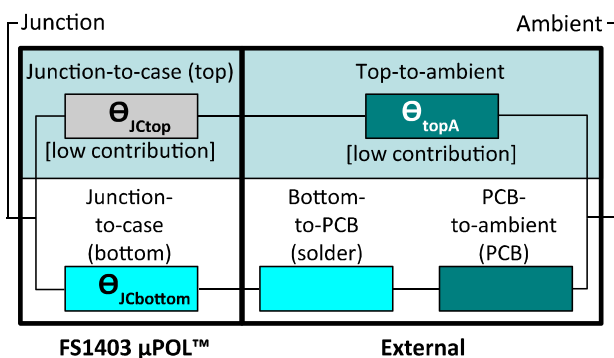 Junction
Ambient
Junction-to-case (top)
Top-to-ambient
ΘJCtop
ΘtopA
[low contribution]
[low contribution]
Junction-
to-case
(bottom)
Bottom-
to-PCB
(solder)
PCB-
to-ambient
(PCB)
ΘJCbottom
FS1403 µPOL™
External